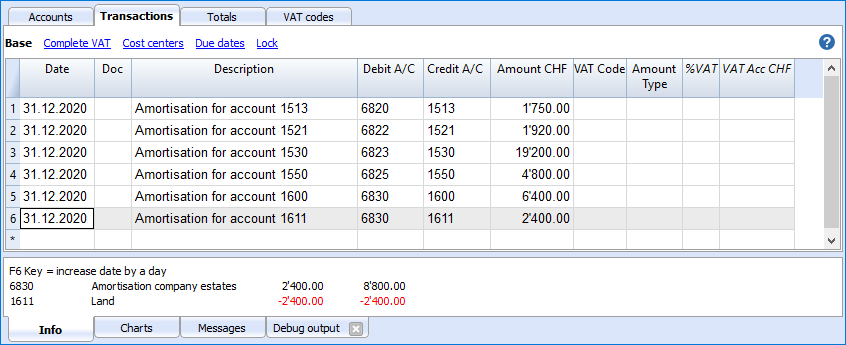 Accounts Transactions Totals VAT codes
Base Complete VAT Cost centers Due dates Lock ?
Date Doc Description Debit A/C Credit A/C Amount CHF VAT Code Amount Type %VAT VAT Acc CHF
1 31.12.2020 Amortisation for account 1513 6820 1513 1'750.00
2 31.12.2020 Amortisation for account 1521 6822 1521 1'920.00
3 31.12.2020 Amortisation for account 1530 6823 1530 19'200.00
4 31.12.2020 Amortisation for account 1550 6825 1550 4'800.00
5 31.12.2020 Amortisation for account 1600 6830 1600 6'400.00
6 31.12.2020 Amortisation for account 1611 6830 1611 2'400.00
*
F6 Key = increase date by a day
6830 Amortisation company estates 2'400.00 8'800.00
1611 Land -2'400.00 -2'400.00
Info Charts Messages Debug output